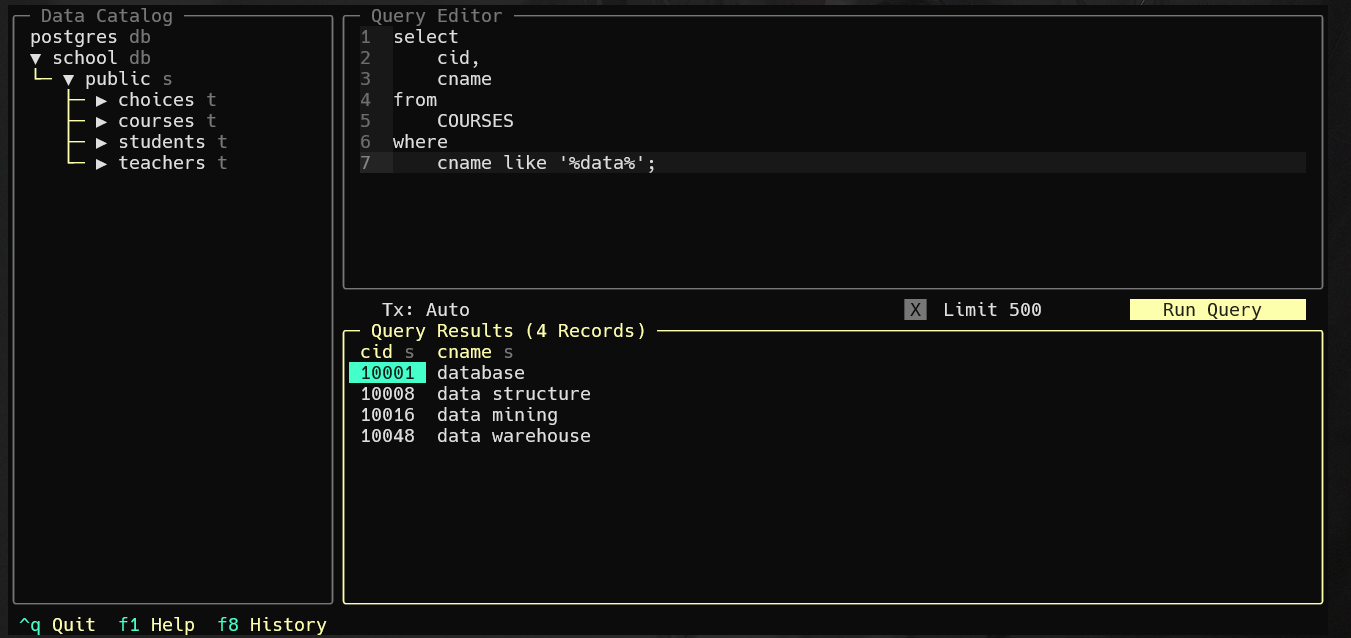 Data Catalog
postgres db
▼ school db
▼ public s
▶ choices t
▶ courses t
▶ students t
▶ teachers t
Query Editor
1 select
2     cid,
3     cname
4 from
5     COURSES
6 where
7     cname like '%data%';
Tx: Auto X Limit 500 Run Query
Query Results (4 Records)
cid s cname s
10001 database
10008 data structure
10016 data mining
10048 data warehouse
^q Quit f1 Help f8 History